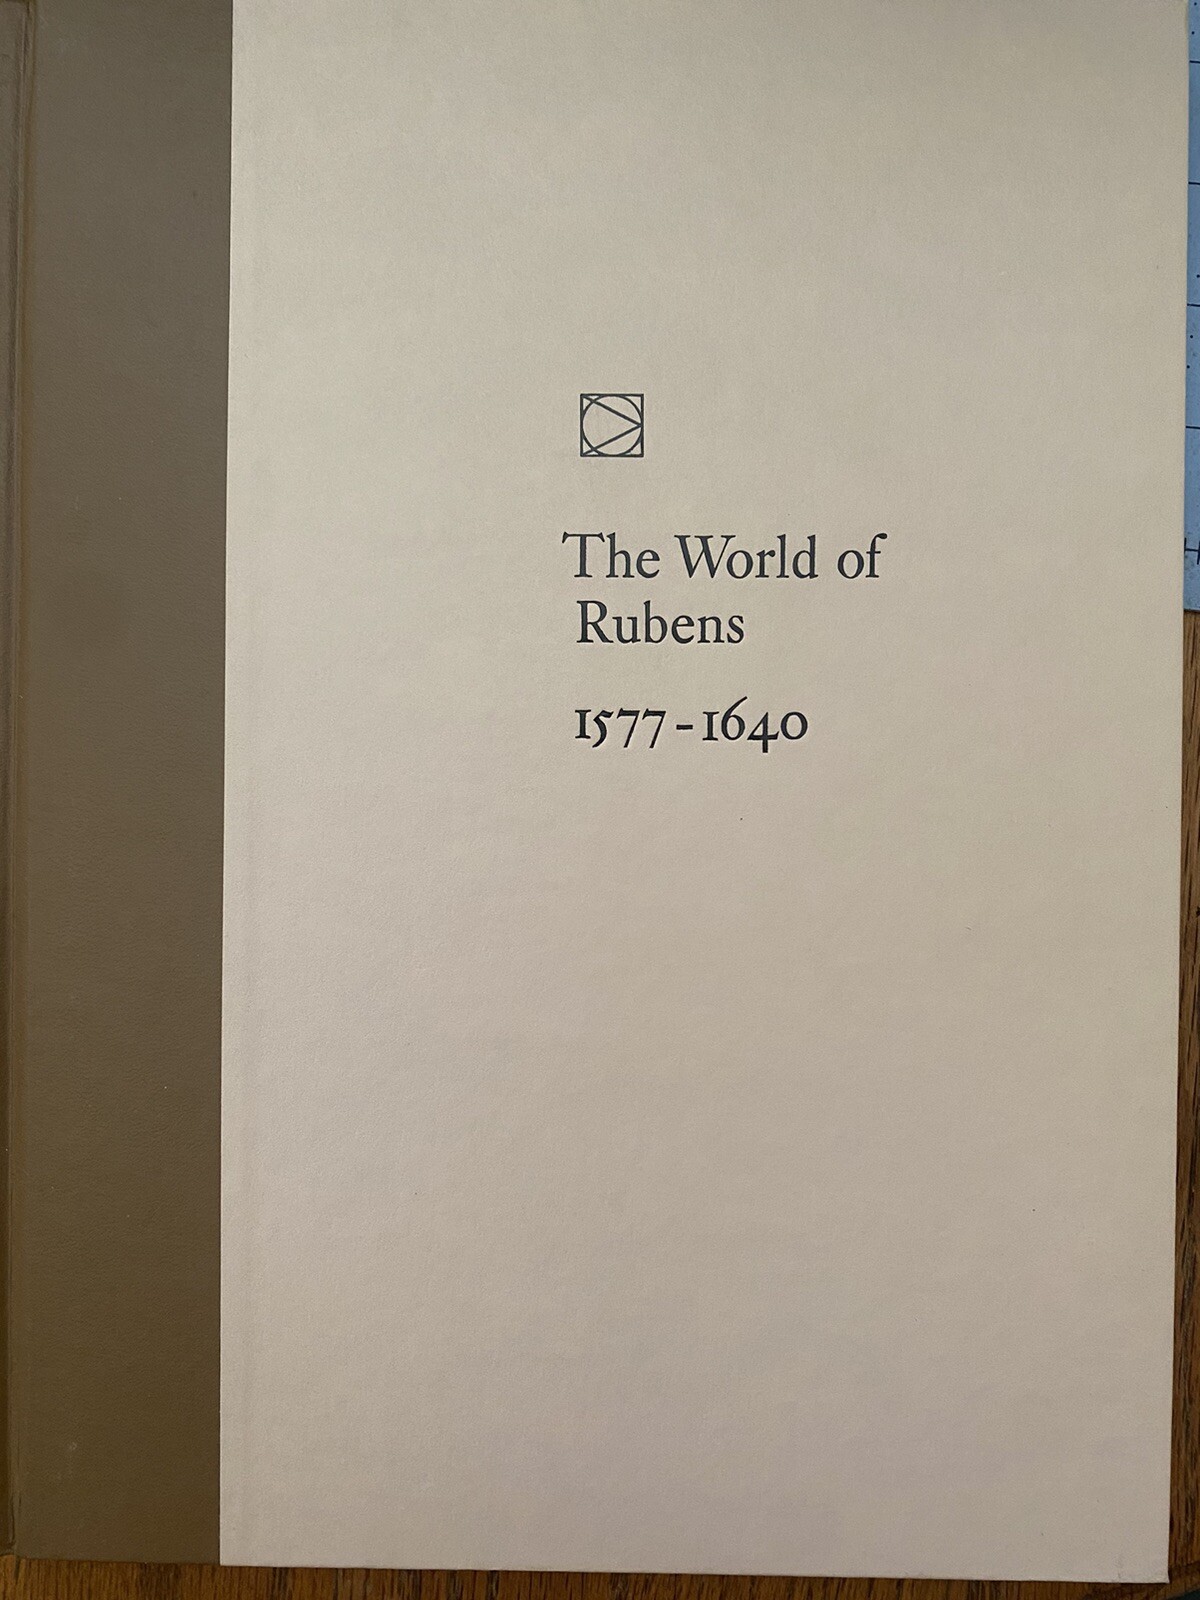 The World of
Rubens
1577-1640